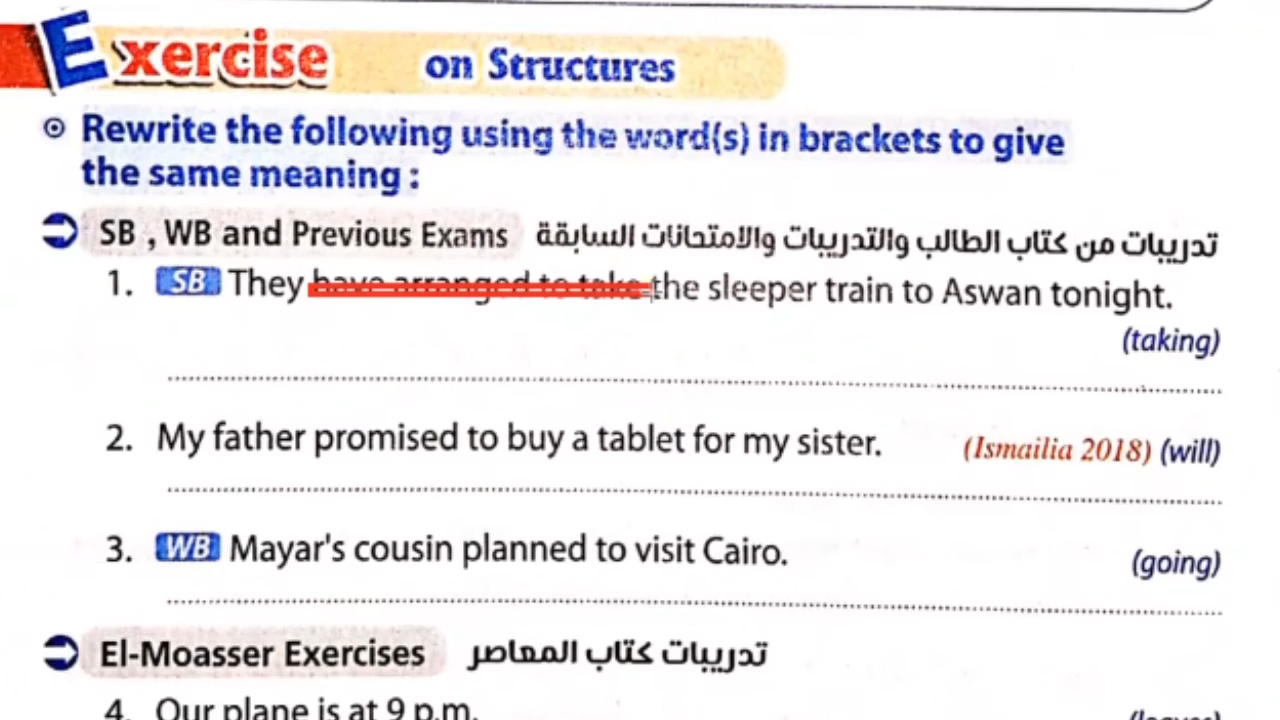 Exercise on Structures
Rewrite the following using the word(s) in brackets to give
the same meaning :
SB , WB and Previous Exams تدريبات من كتاب الطالب والتدريبات والامتحانات السابقة
1. SB They have arranged to take the sleeper train to Aswan tonight.
(taking)
2. My father promised to buy a tablet for my sister. (Ismailia 2018) (will)
3. WB Mayar's cousin planned to visit Cairo. (going)
El-Moasser Exercises تدريبات كتاب المعاصر
4. Our plane is at 9 p.m. (leaves)